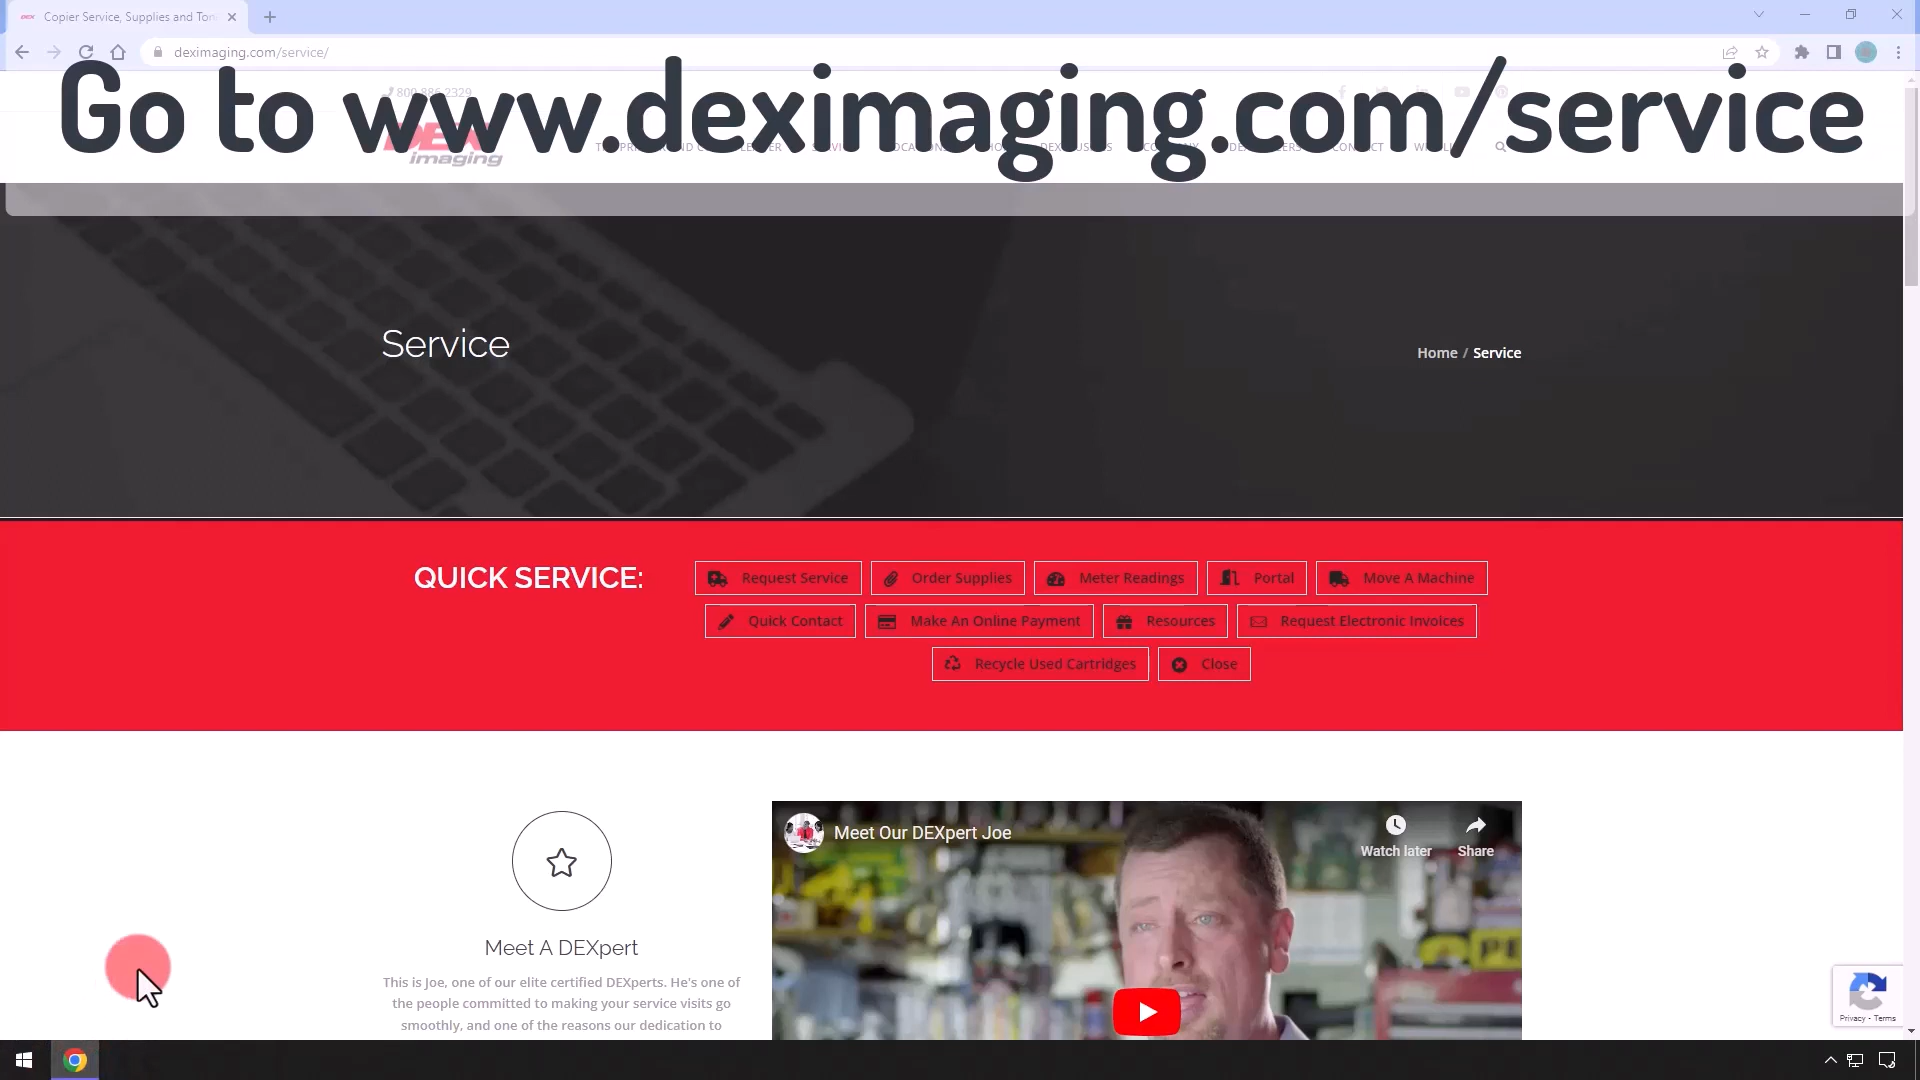 Copier Service, Supplies and Ton
deximaging.com/service/
Go to www.deximaging.com/service
800.886.2329
DEX imaging
Service
Home / Service
QUICK SERVICE:
Request Service
Order Supplies
Meter Readings
Portal
Move A Machine
Quick Contact
Make An Online Payment
Resources
Request Electronic Invoices
Recycle Used Cartridges
Close
Meet Our DEXpert Joe
Watch later
Share
Meet A DEXpert
This is Joe, one of our elite certified DEXperts. He's one of
the people committed to making your service visits go
smoothly, and one of the reasons our dedication to
Privacy - Terms